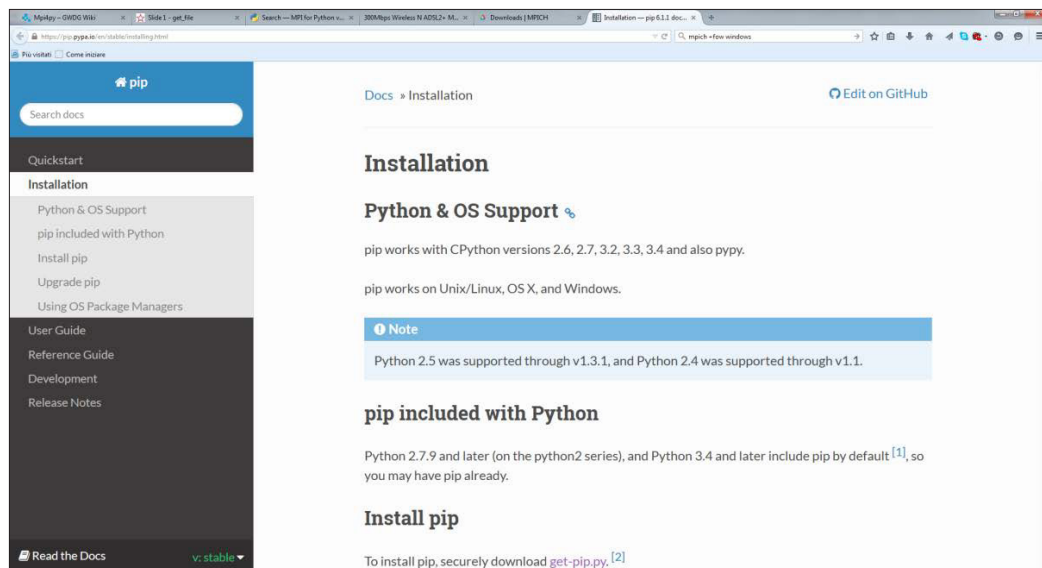 Mpi4py — GWDG Wiki
Slide 1 - get_file
Search — MPI for Python v...
300Mbps Wireless N ADSL2+ M...
Downloads | MPICH
Installation — pip 6.1.1 doc...
https://pip.pypa.io/en/stable/installing.html
mpich +few windows
Più visitati
Come iniziare
pip
Search docs
Quickstart
Installation
Python & OS Support
pip included with Python
Install pip
Upgrade pip
Using OS Package Managers
User Guide
Reference Guide
Development
Release Notes
Read the Docs
v: stable
Docs » Installation
Edit on GitHub
Installation
Python & OS Support
pip works with CPython versions 2.6, 2.7, 3.2, 3.3, 3.4 and also pypy.
pip works on Unix/Linux, OS X, and Windows.
Note
Python 2.5 was supported through v1.3.1, and Python 2.4 was supported through v1.1.
pip included with Python
Python 2.7.9 and later (on the python2 series), and Python 3.4 and later include pip by default [1], so
you may have pip already.
Install pip
To install pip, securely download get-pip.py. [2]